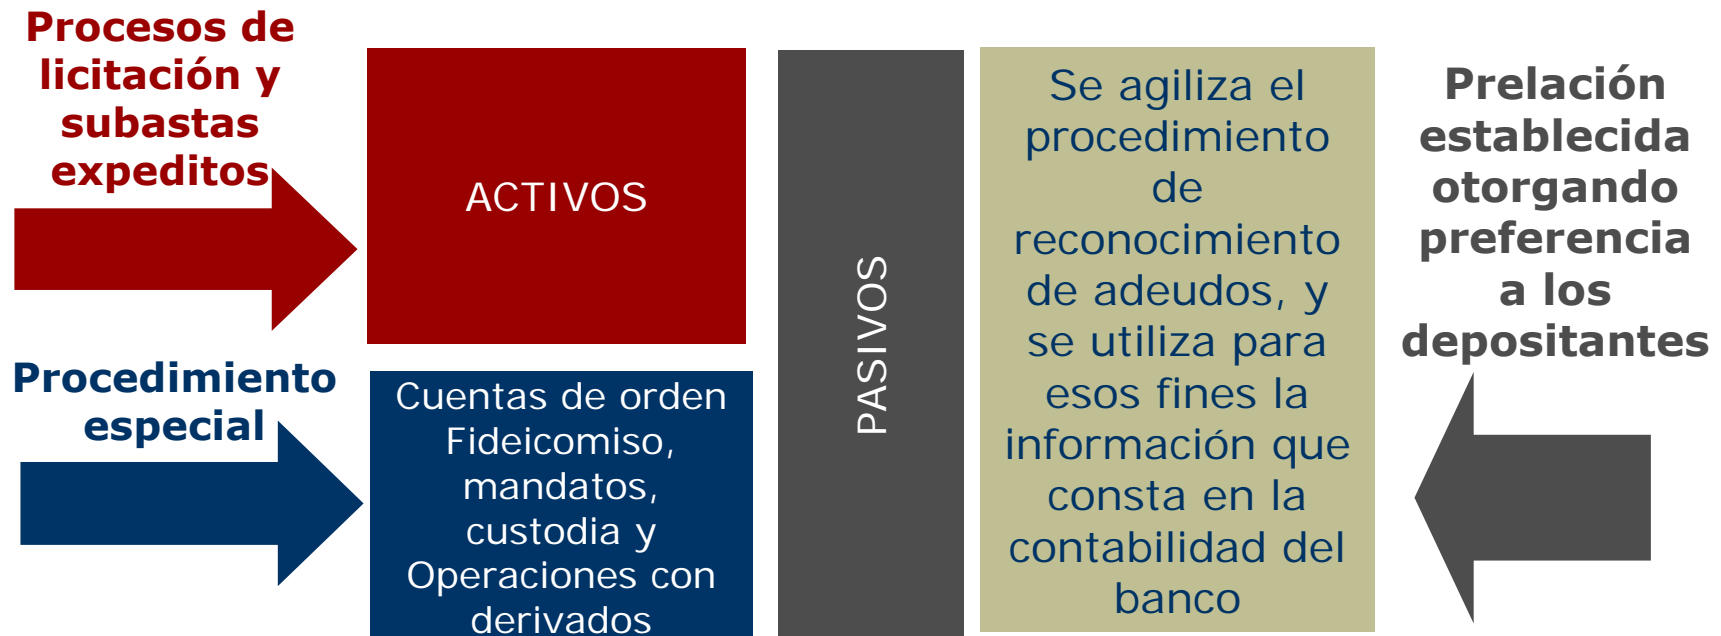 Procesos de
licitación y
subastas
expeditos
ACTIVOS
Procedimiento
especial
Cuentas de orden
Fideicomiso,
mandatos,
custodia y
Operaciones con
derivados
PASIVOS
Se agiliza el
procedimiento
de
reconocimiento
de adeudos, y
se utiliza para
esos fines la
información que
consta en la
contabilidad del
banco
Prelación
establecida
otorgando
preferencia
a los
depositantes